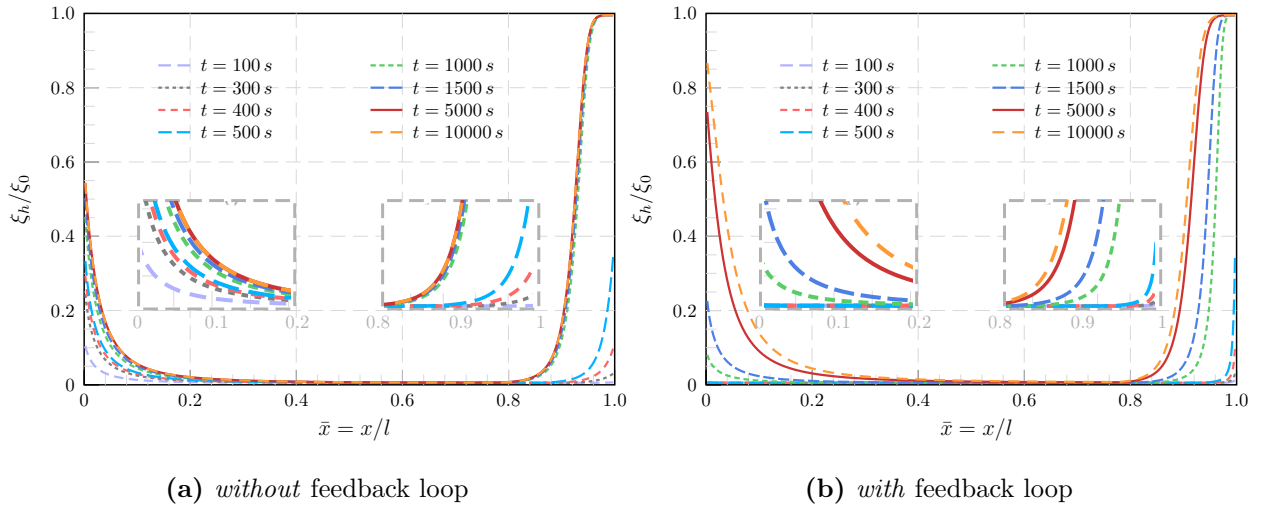 1.0
0.8
0.6
0.4
0.2
0
ξ_h/ξ_0
t = 100 s
t = 300 s
t = 400 s
t = 500 s
t = 1000 s
t = 1500 s
t = 5000 s
t = 10000 s
0 0.1 0.2
0.8 0.9 1
0 0.2 0.4 0.6 0.8 1.0
x̄ = x/l
(a) without feedback loop
1.0
0.8
0.6
0.4
0.2
0
ξ_h/ξ_0
t = 100 s
t = 300 s
t = 400 s
t = 500 s
t = 1000 s
t = 1500 s
t = 5000 s
t = 10000 s
0 0.1 0.2
0.8 0.9 1
0 0.2 0.4 0.6 0.8 1.0
x̄ = x/l
(b) with feedback loop